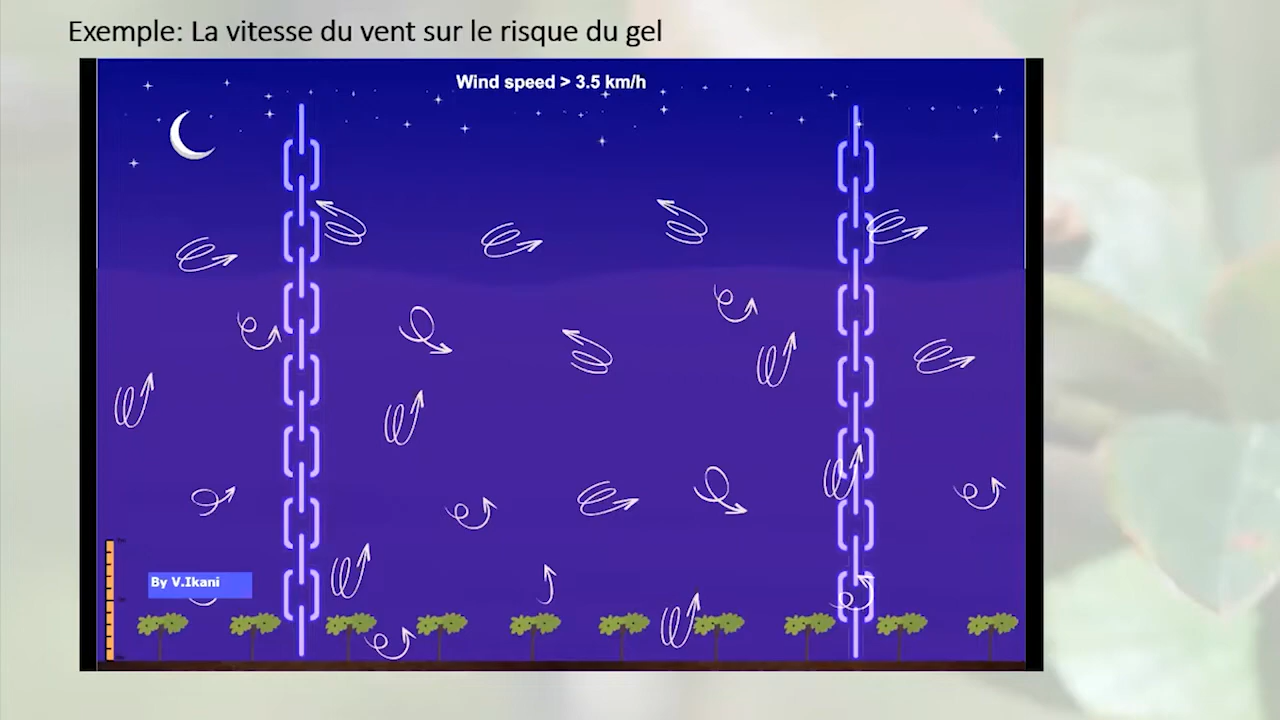 Exemple: La vitesse du vent sur le risque du gel
Wind speed > 3.5 km/h
By V.Ikani